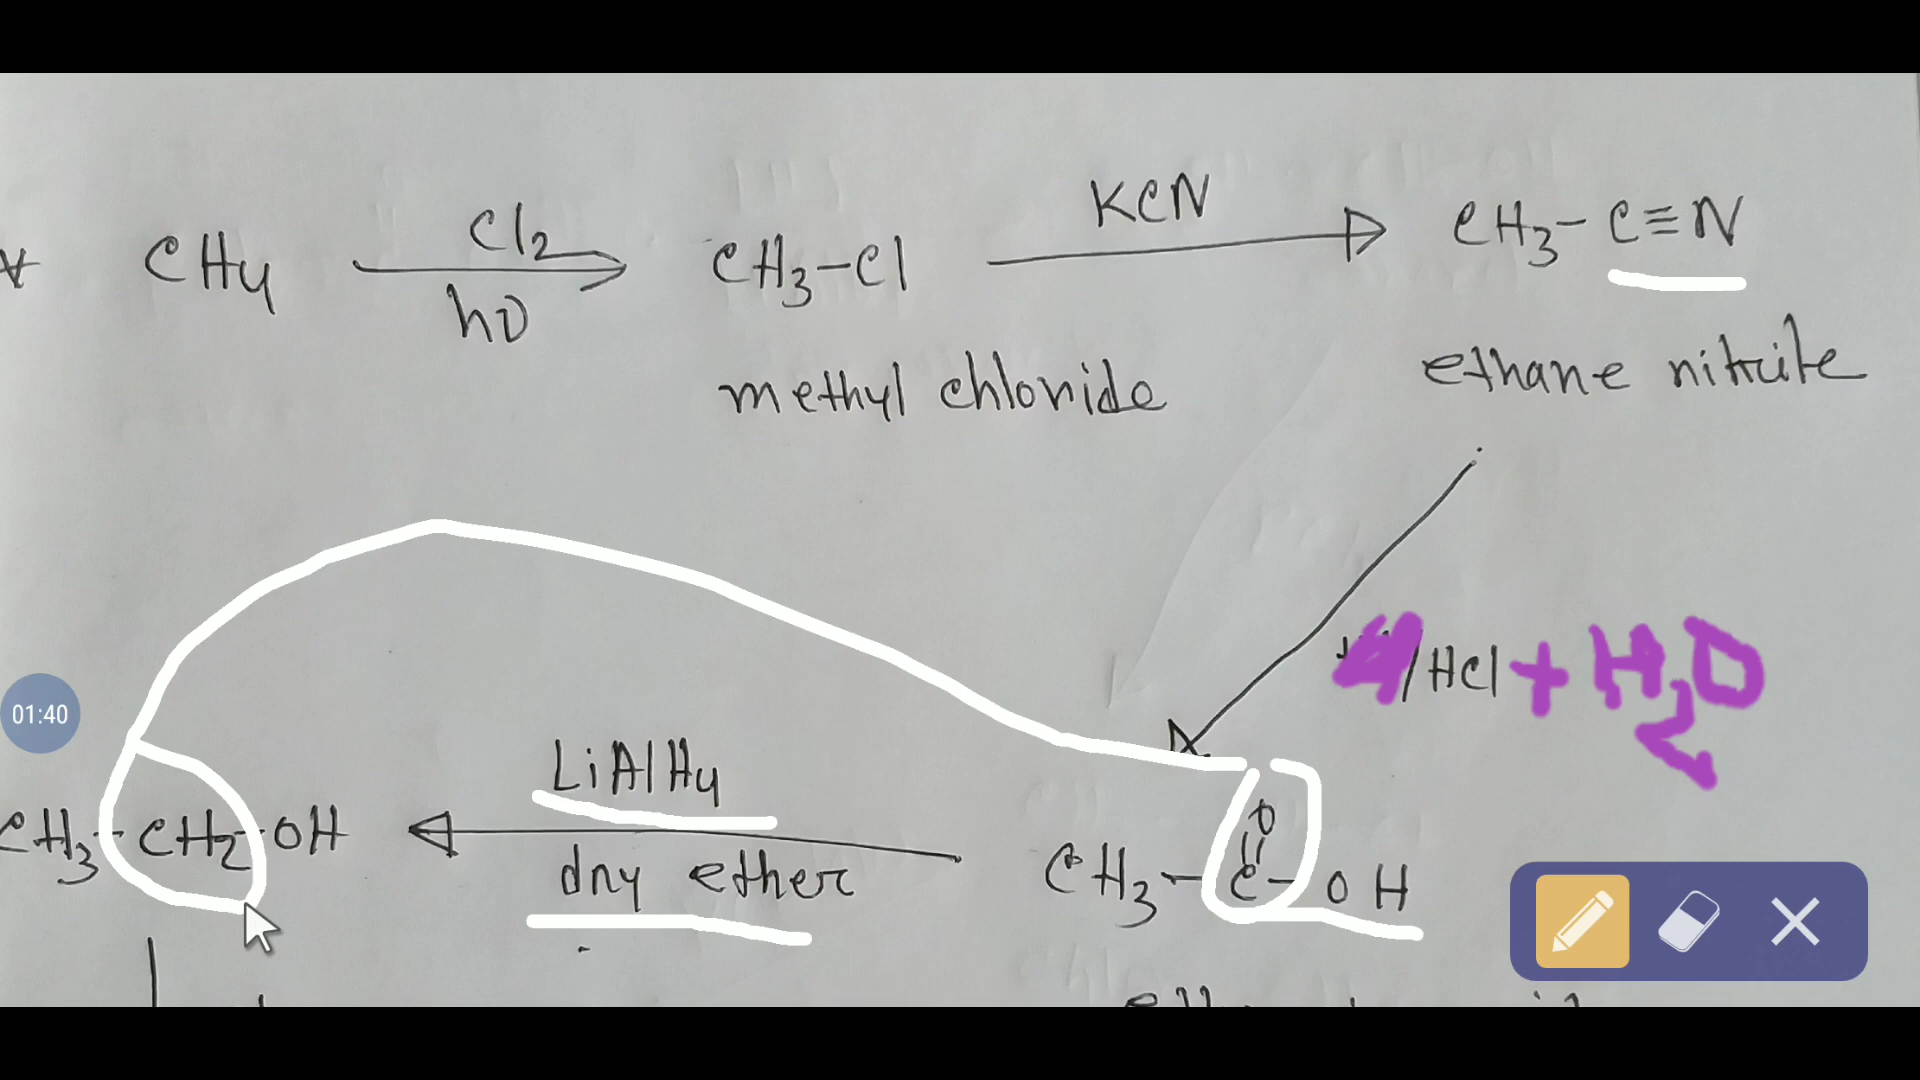 CH4 Cl2 CH3-Cl KCN CH3-C≡N
hν
methyl chloride ethane nitrile
/HCl + H2O
01:40
LiAlH4
O
CH3-CH2-OH CH3-C-OH
dry ether